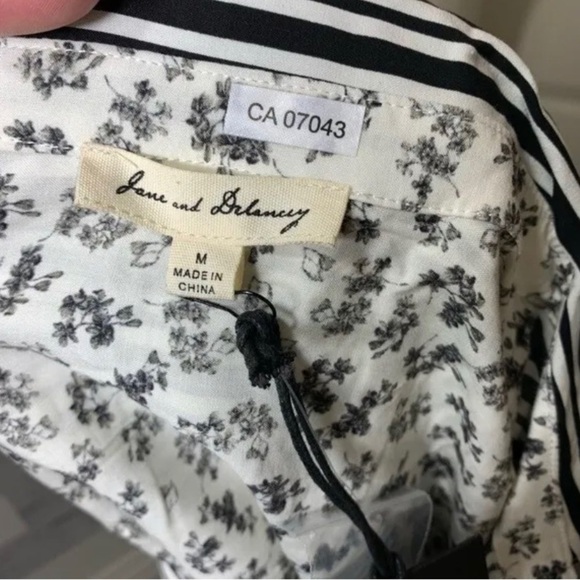 CA 07043
Jane and Delancey
M
MADE IN
CHINA